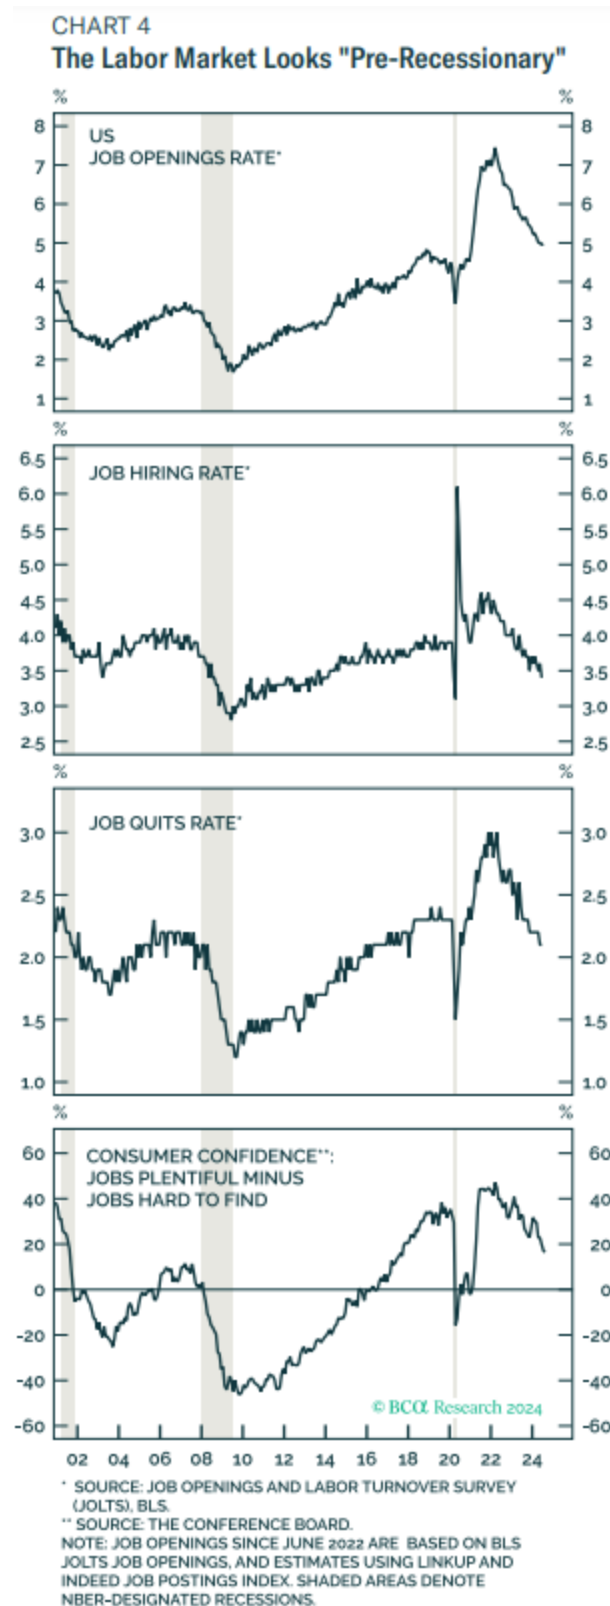 CHART 4
The Labor Market Looks "Pre-Recessionary"
% %
US
JOB OPENINGS RATE*
8 8
7 7
6 6
5 5
4 4
3 3
2 2
1 1
% %
JOB HIRING RATE*
6.5 6.5
6.0 6.0
5.5 5.5
5.0 5.0
4.5 4.5
4.0 4.0
3.5 3.5
3.0 3.0
2.5 2.5
% %
JOB QUITS RATE*
3.0 3.0
2.5 2.5
2.0 2.0
1.5 1.5
1.0 1.0
% %
CONSUMER CONFIDENCE**:
JOBS PLENTIFUL MINUS
JOBS HARD TO FIND
60 60
40 40
20 20
0 0
-20 -20
-40 -40
-60 -60
© BCα Research 2024
02 04 06 08 10 12 14 16 18 20 22 24
* SOURCE: JOB OPENINGS AND LABOR TURNOVER SURVEY
(JOLTS), BLS.
** SOURCE: THE CONFERENCE BOARD.
NOTE: JOB OPENINGS SINCE JUNE 2022 ARE BASED ON BLS
JOLTS JOB OPENINGS, AND ESTIMATES USING LINKUP AND
INDEED JOB POSTINGS INDEX. SHADED AREAS DENOTE
NBER-DESIGNATED RECESSIONS.